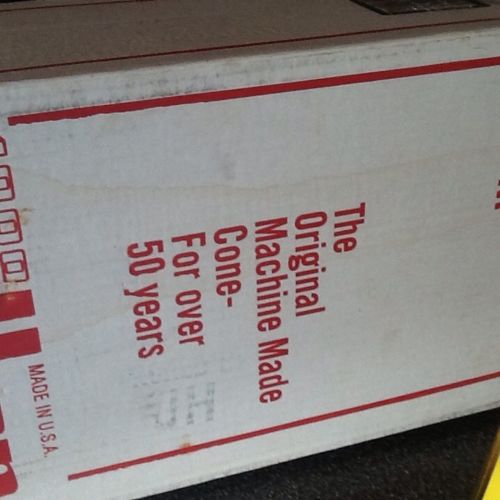 The
Original
Machine Made
Cone-
For over
50 years
MADE IN U.S.A.